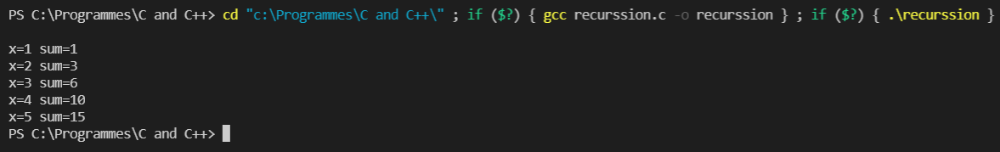 PS C:\Programmes\C and C++> cd "c:\Programmes\C and C++\" ; if ($?) { gcc recurssion.c -o recurssion } ; if ($?) { .\recurssion }
x=1 sum=1
x=2 sum=3
x=3 sum=6
x=4 sum=10
x=5 sum=15
PS C:\Programmes\C and C++>